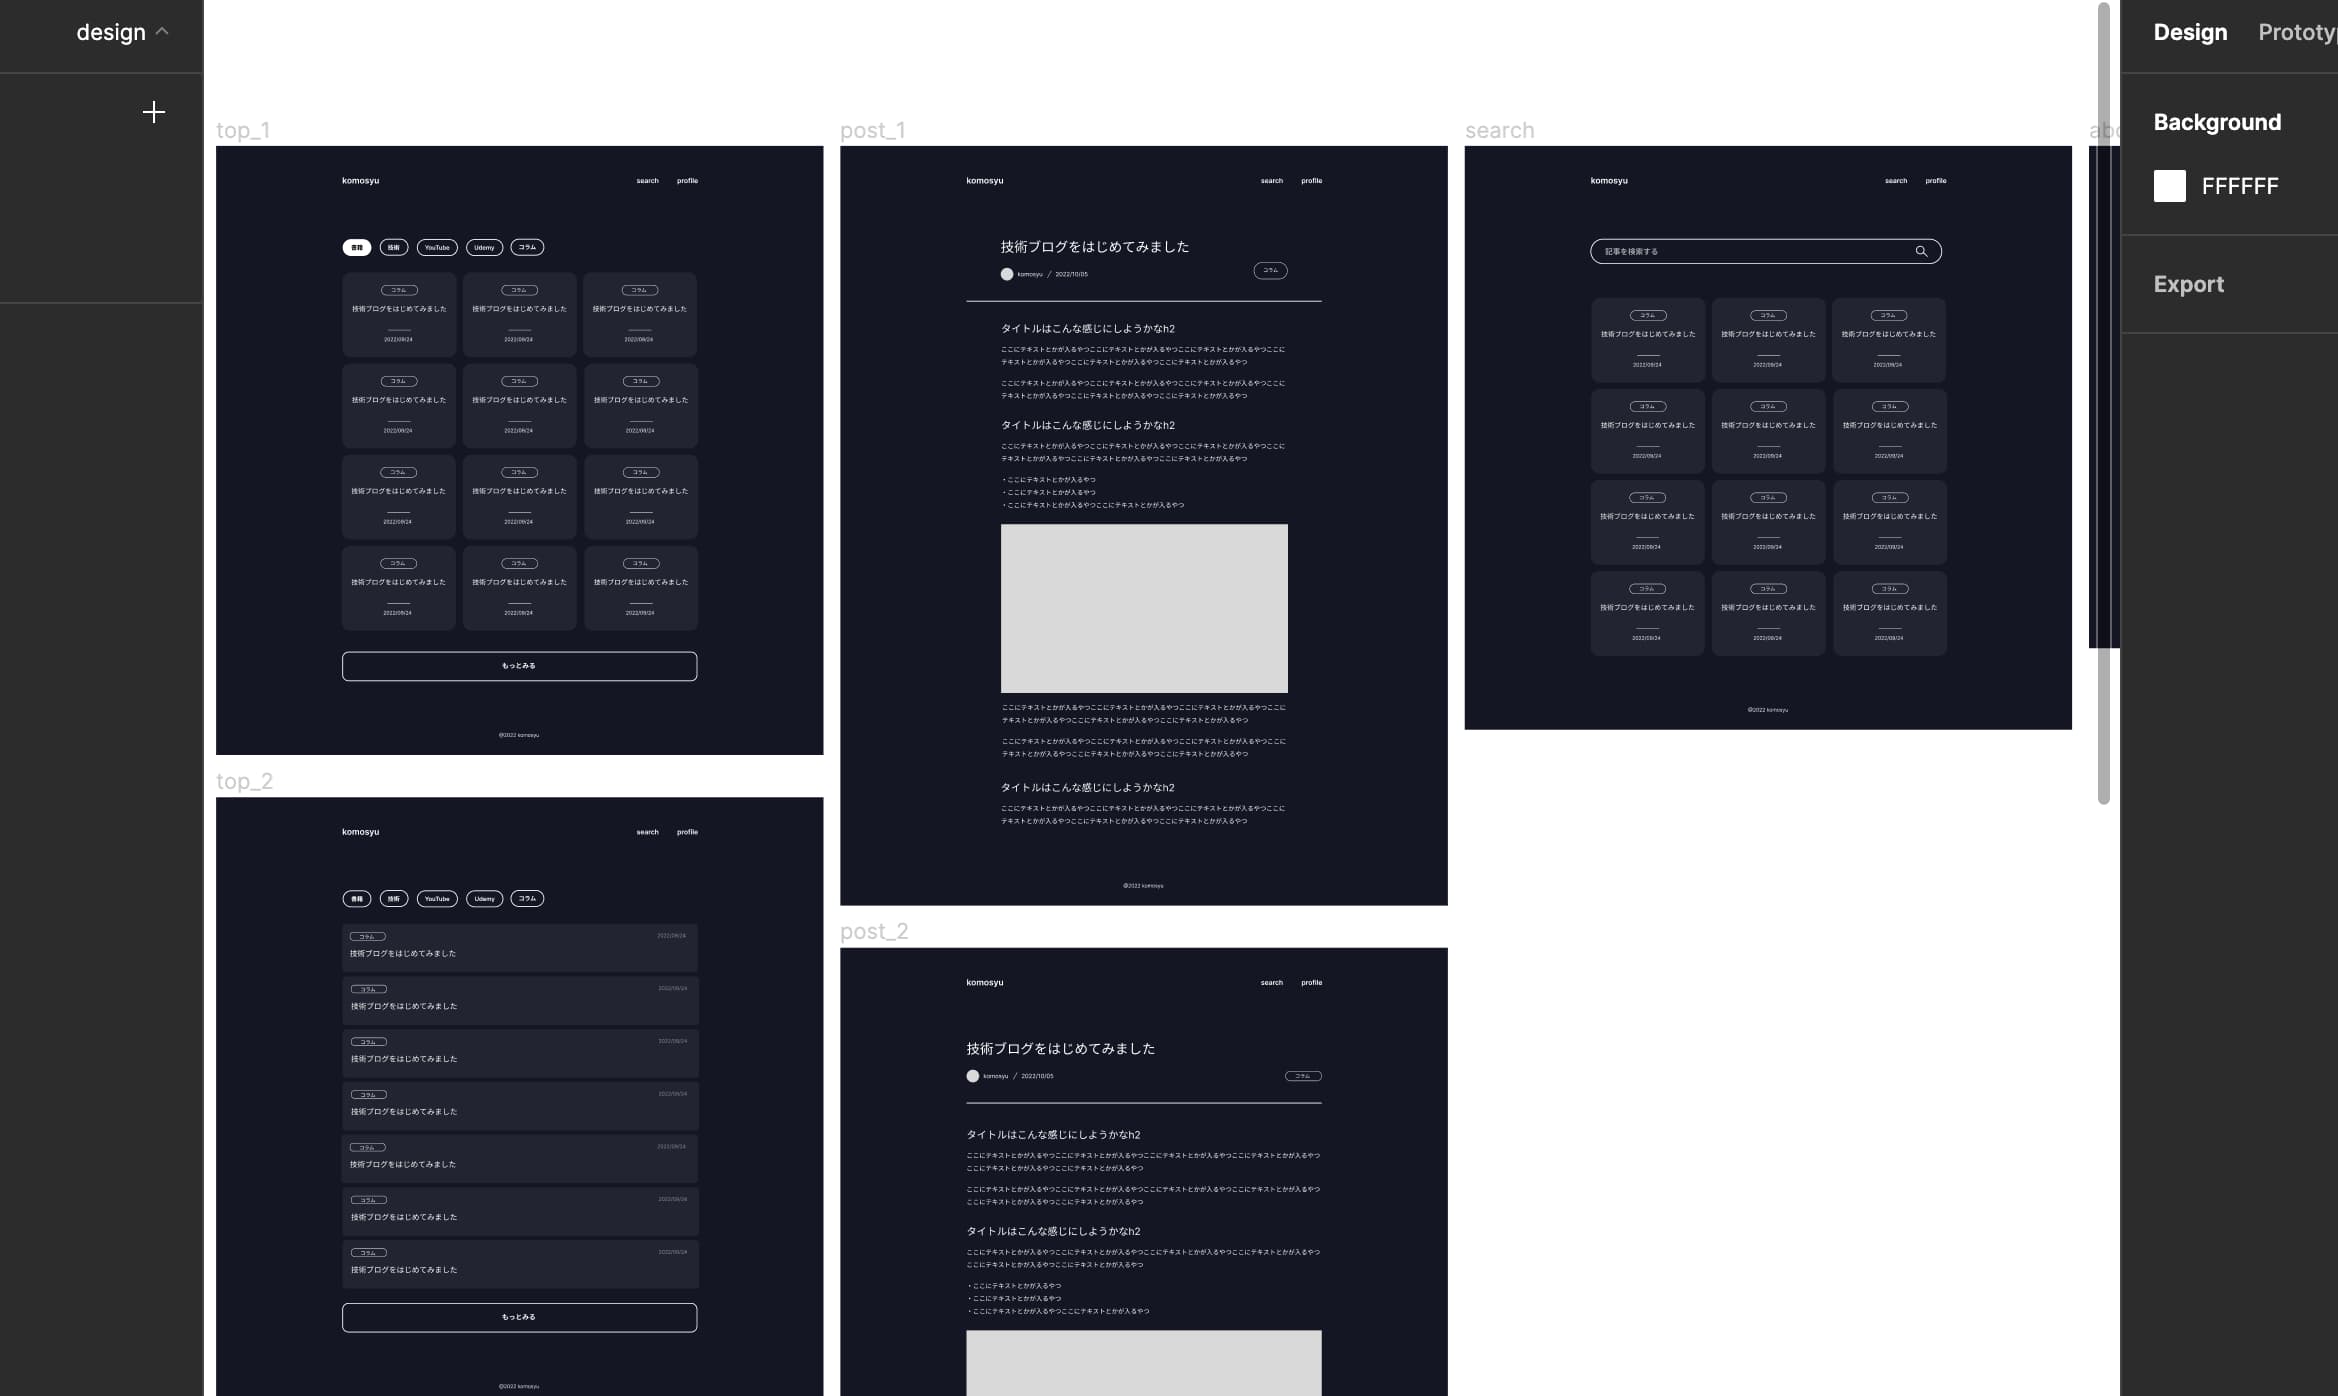 design
Design
Prototy
Background
FFFFFF
Export
top_1
komosyu
search profile
書籍 技術 YouTube Udemy コラム
コラム コラム コラム
技術ブログをはじめてみました 技術ブログをはじめてみました 技術ブログをはじめてみました
2022/09/24 2022/09/24 2022/09/24
コラム コラム コラム
技術ブログをはじめてみました 技術ブログをはじめてみました 技術ブログをはじめてみました
2022/09/24 2022/09/24 2022/09/24
コラム コラム コラム
技術ブログをはじめてみました 技術ブログをはじめてみました 技術ブログをはじめてみました
2022/09/24 2022/09/24 2022/09/24
コラム コラム コラム
技術ブログをはじめてみました 技術ブログをはじめてみました 技術ブログをはじめてみました
2022/09/24 2022/09/24 2022/09/24
もっとみる
@2022 komosyu
top_2
komosyu
search profile
書籍 技術 YouTube Udemy コラム
コラム 2022/09/24
技術ブログをはじめてみました
コラム 2022/09/24
技術ブログをはじめてみました
コラム 2022/09/24
技術ブログをはじめてみました
コラム 2022/09/24
技術ブログをはじめてみました
コラム 2022/09/24
技術ブログをはじめてみました
コラム 2022/09/24
技術ブログをはじめてみました
コラム 2022/09/24
技術ブログをはじめてみました
もっとみる
@2022 komosyu
post_1
komosyu
search profile
技術ブログをはじめてみました
komosyu / 2022/10/05
コラム
タイトルはこんな感じにしようかなh2
ここにテキストとかが入るやつここにテキストとかが入るやつここにテキストとかが入るやつここに
テキストとかが入るやつここにテキストとかが入るやつここにテキストとかが入るやつ
ここにテキストとかが入るやつここにテキストとかが入るやつここにテキストとかが入るやつここに
テキストとかが入るやつここにテキストとかが入るやつここにテキストとかが入るやつ
タイトルはこんな感じにしようかなh2
ここにテキストとかが入るやつここにテキストとかが入るやつここにテキストとかが入るやつここに
テキストとかが入るやつここにテキストとかが入るやつここにテキストとかが入るやつ
・ここにテキストとかが入るやつ
・ここにテキストとかが入るやつ
・ここにテキストとかが入るやつここにテキストとかが入るやつ
ここにテキストとかが入るやつここにテキストとかが入るやつここにテキストとかが入るやつここに
テキストとかが入るやつここにテキストとかが入るやつここにテキストとかが入るやつ
ここにテキストとかが入るやつここにテキストとかが入るやつここにテキストとかが入るやつここに
テキストとかが入るやつここにテキストとかが入るやつここにテキストとかが入るやつ
タイトルはこんな感じにしようかなh2
ここにテキストとかが入るやつここにテキストとかが入るやつここにテキストとかが入るやつここに
テキストとかが入るやつここにテキストとかが入るやつここにテキストとかが入るやつ
@2022 komosyu
post_2
komosyu
search profile
技術ブログをはじめてみました
komosyu / 2022/10/05
コラム
タイトルはこんな感じにしようかなh2
ここにテキストとかが入るやつここにテキストとかが入るやつここにテキストとかが入るやつここにテキストとかが入るやつ
ここにテキストとかが入るやつここにテキストとかが入るやつ
ここにテキストとかが入るやつここにテキストとかが入るやつここにテキストとかが入るやつここにテキストとかが入るやつ
ここにテキストとかが入るやつここにテキストとかが入るやつ
タイトルはこんな感じにしようかなh2
ここにテキストとかが入るやつここにテキストとかが入るやつここにテキストとかが入るやつここにテキストとかが入るやつ
ここにテキストとかが入るやつここにテキストとかが入るやつ
・ここにテキストとかが入るやつ
・ここにテキストとかが入るやつ
・ここにテキストとかが入るやつここにテキストとかが入るやつ
search
komosyu
search profile
記事を検索する
コラム コラム コラム
技術ブログをはじめてみました 技術ブログをはじめてみました 技術ブログをはじめてみました
2022/09/24 2022/09/24 2022/09/24
コラム コラム コラム
技術ブログをはじめてみました 技術ブログをはじめてみました 技術ブログをはじめてみました
2022/09/24 2022/09/24 2022/09/24
コラム コラム コラム
技術ブログをはじめてみました 技術ブログをはじめてみました 技術ブログをはじめてみました
2022/09/24 2022/09/24 2022/09/24
コラム コラム コラム
技術ブログをはじめてみました 技術ブログをはじめてみました 技術ブログをはじめてみました
2022/09/24 2022/09/24 2022/09/24
@2022 komosyu